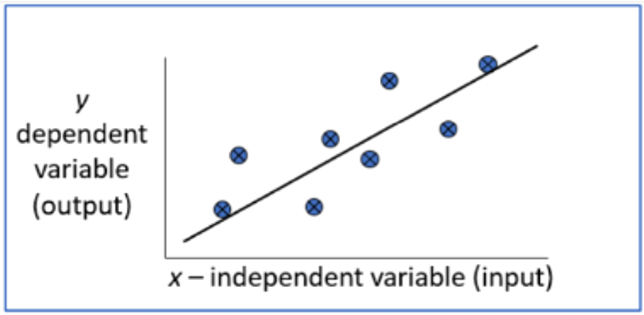 y
dependent
variable
(output)
x – independent variable (input)